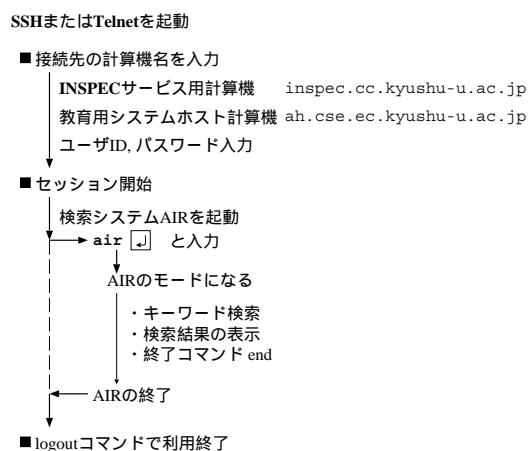 SSHまたはTelnetを起動
■接続先の計算機名を入力
INSPECサービス用計算機 inspec.cc.kyushu-u.ac.jp
教育用システムホスト計算機 ah.cse.ec.kyushu-u.ac.jp
ユーザID, パスワード入力
■セッション開始
検索システムAIRを起動
air ↵ と入力
AIRのモードになる
・キーワード検索
・検索結果の表示
・終了コマンド end
AIRの終了
■logoutコマンドで利用終了